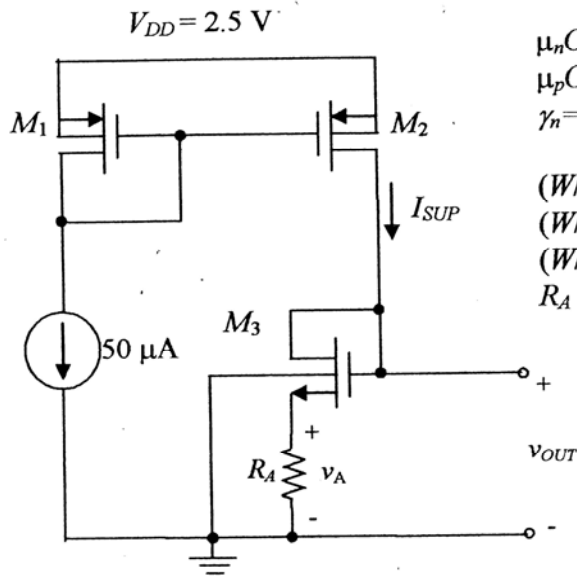 V_DD = 2.5 V
μ_nC
μ_pC
γ_n=
M_1
M_2
(W/
(W/
(W/
R_A
I_SUP
M_3
50 μA
+
+
R_A
v_A
v_OUT
-
-